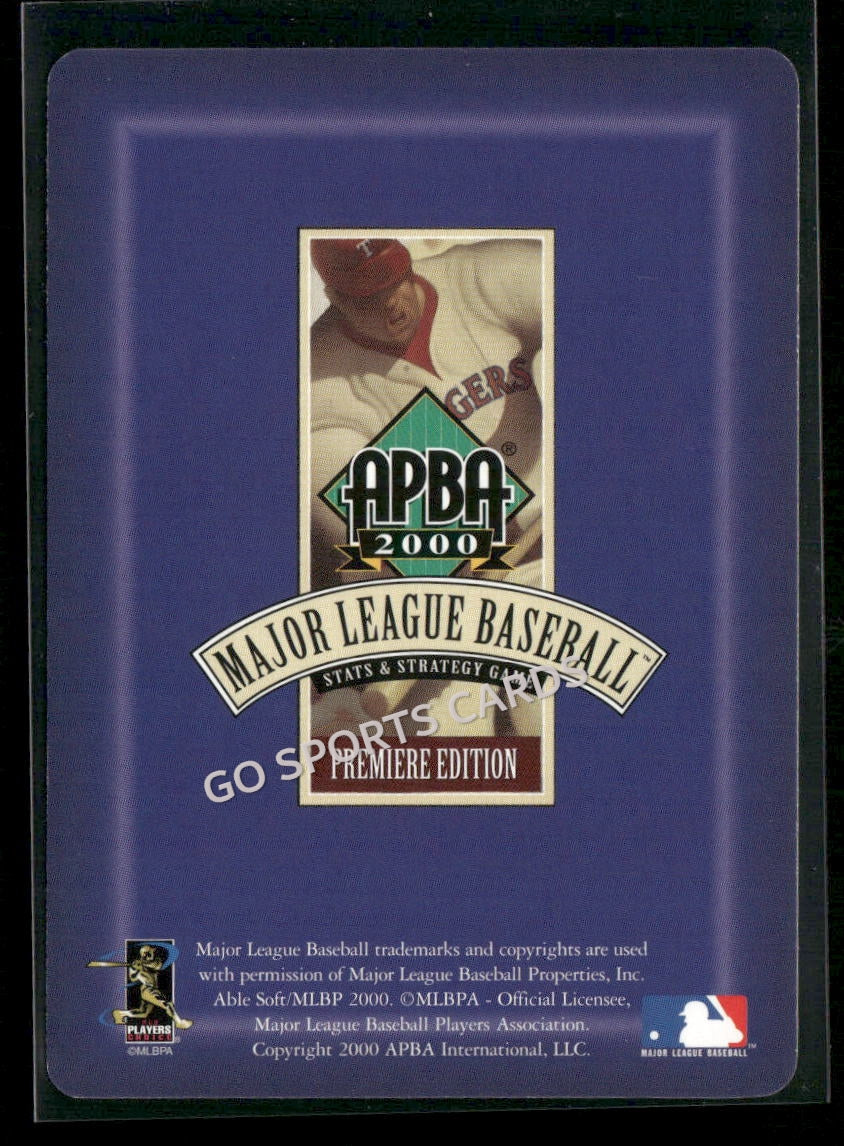 T
GERS
APBA®
2000
MAJOR LEAGUE BASEBALL™
STATS & STRATEGY GAME
GO SPORTS CARDS
PREMIERE EDITION
Major League Baseball trademarks and copyrights are used
with permission of Major League Baseball Properties, Inc.
Able Soft/MLBP 2000. ©MLBPA - Official Licensee,
Major League Baseball Players Association.
Copyright 2000 APBA International, LLC.
PLAYERS
CHOICE
©MLBPA
MAJOR LEAGUE BASEBALL™